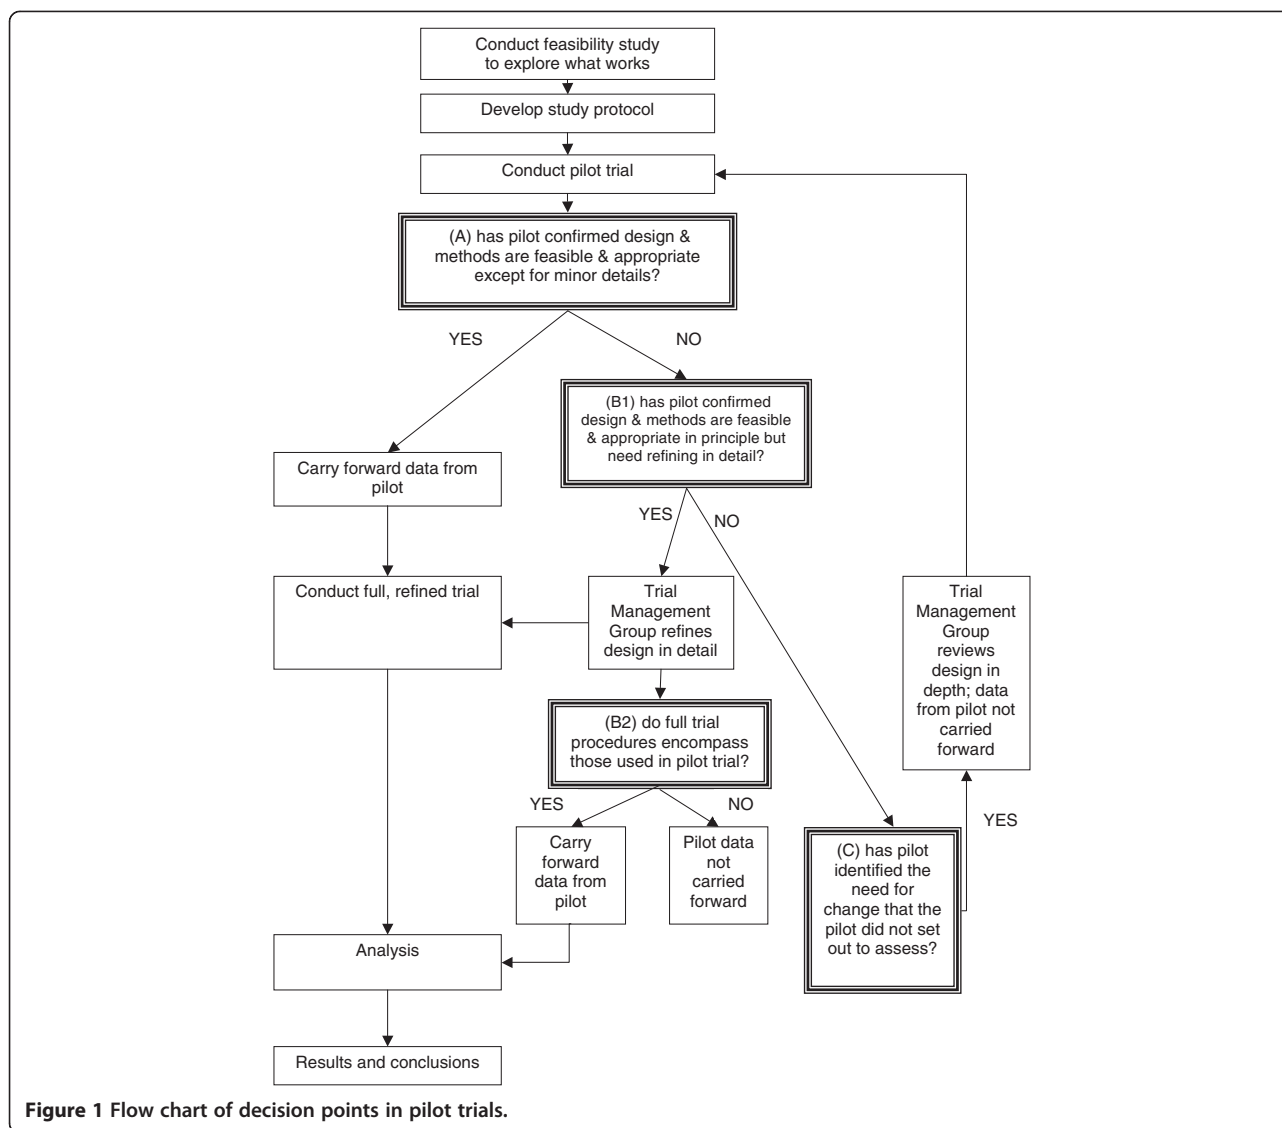 Conduct feasibility study
to explore what works
Develop study protocol
Conduct pilot trial
(A) has pilot confirmed design &
methods are feasible & appropriate
except for minor details?
YES
NO
(B1) has pilot confirmed
design & methods are feasible
& appropriate in principle but
need refining in detail?
Carry forward data from
pilot
YES
NO
Conduct full, refined trial
Trial
Management
Group refines
design in detail
Trial
Management
Group
reviews
design in
depth; data
from pilot not
carried
forward
(B2) do full trial
procedures encompass
those used in pilot trial?
YES
NO
YES
Carry
forward
data from
pilot
Pilot data
not
carried
forward
(C) has pilot
identified the
need for
change that the
pilot did not set
out to assess?
Analysis
Results and conclusions
Figure 1 Flow chart of decision points in pilot trials.